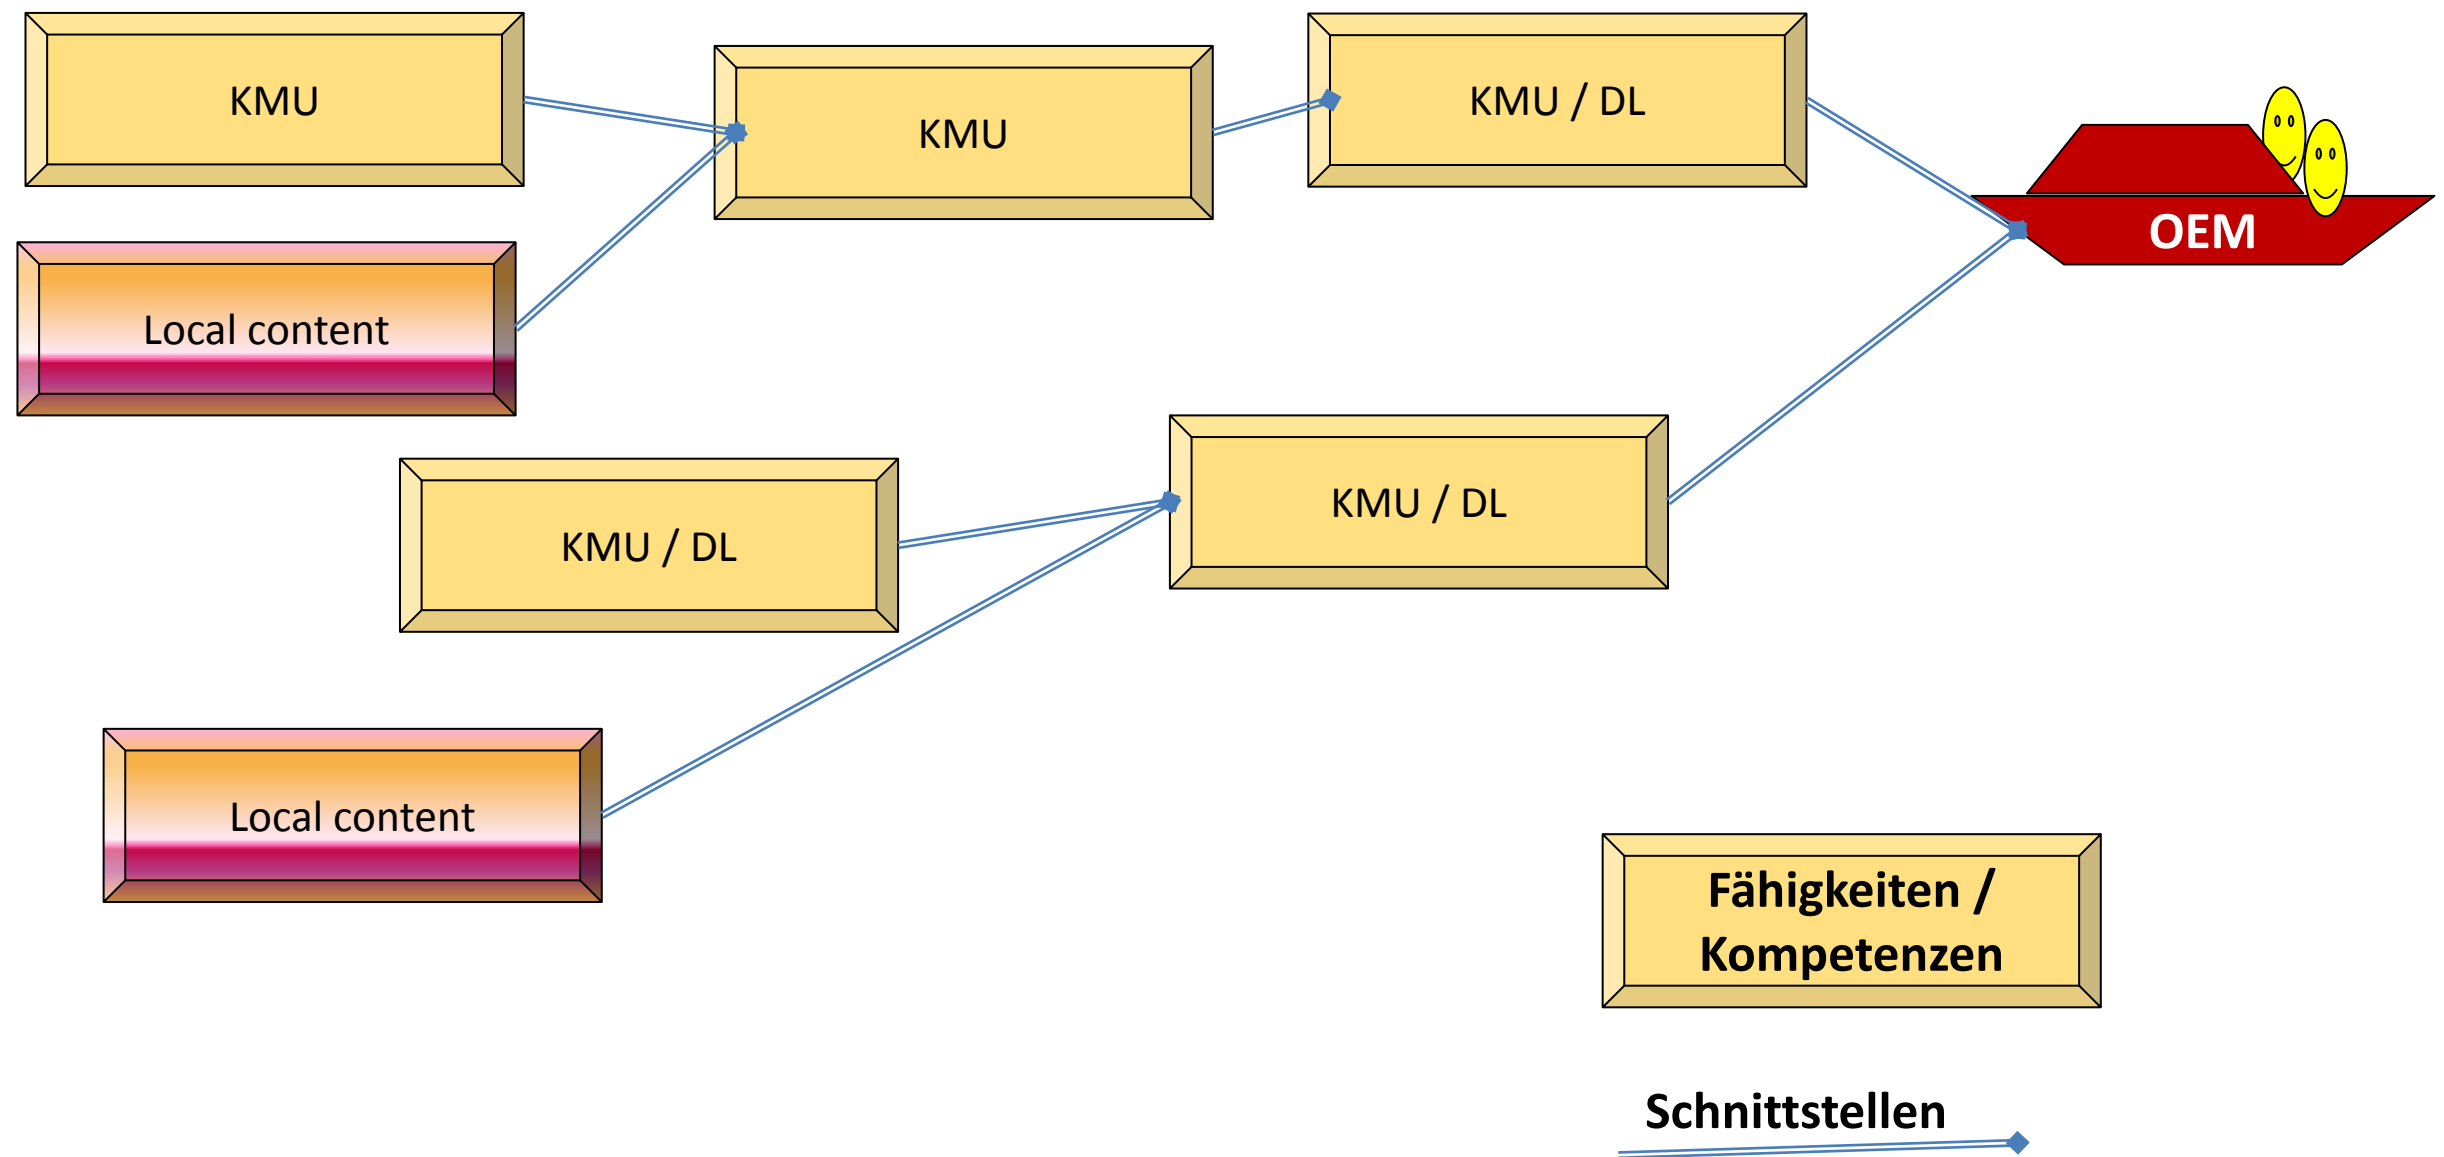 KMU
KMU
KMU / DL
OEM
Local content
KMU / DL
KMU / DL
Local content
Fähigkeiten /
Kompetenzen
Schnittstellen